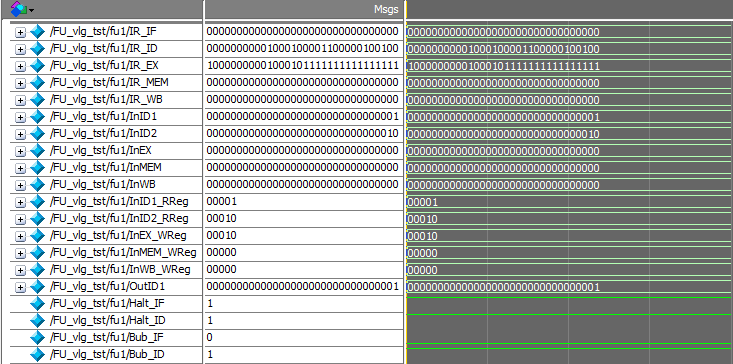 Msgs
/FU_vlg_tst/fu1/IR_IF 00000000000000000000000000000000 00000000000000000000000000000000
/FU_vlg_tst/fu1/IR_ID 00000000001000100001100000100100 00000000001000100001100000100100
/FU_vlg_tst/fu1/IR_EX 10000000001000101111111111111111 10000000001000101111111111111111
/FU_vlg_tst/fu1/IR_MEM 00000000000000000000000000000000 00000000000000000000000000000000
/FU_vlg_tst/fu1/IR_WB 00000000000000000000000000000000 00000000000000000000000000000000
/FU_vlg_tst/fu1/InID1 00000000000000000000000000000001 00000000000000000000000000000001
/FU_vlg_tst/fu1/InID2 00000000000000000000000000000010 00000000000000000000000000000010
/FU_vlg_tst/fu1/InEX 00000000000000000000000000000000 00000000000000000000000000000000
/FU_vlg_tst/fu1/InMEM 00000000000000000000000000000000 00000000000000000000000000000000
/FU_vlg_tst/fu1/InWB 00000000000000000000000000000000 00000000000000000000000000000000
/FU_vlg_tst/fu1/InID1_RReg 00001 00001
/FU_vlg_tst/fu1/InID2_RReg 00010 00010
/FU_vlg_tst/fu1/InEX_WReg 00010 00010
/FU_vlg_tst/fu1/InMEM_WReg 00000 00000
/FU_vlg_tst/fu1/InWB_WReg 00000 00000
/FU_vlg_tst/fu1/OutID1 00000000000000000000000000000001 00000000000000000000000000000001
/FU_vlg_tst/fu1/Halt_IF 1
/FU_vlg_tst/fu1/Halt_ID 1
/FU_vlg_tst/fu1/Bub_IF 0
/FU_vlg_tst/fu1/Bub_ID 1